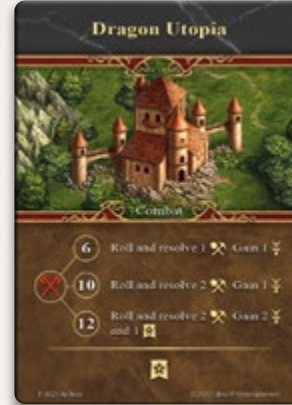 Dragon Utopia
Combat
6 Roll and resolve 1 Gain 1
10 Roll and resolve 2 Gain 1
12 Roll and resolve 2 Gain 2
and 1